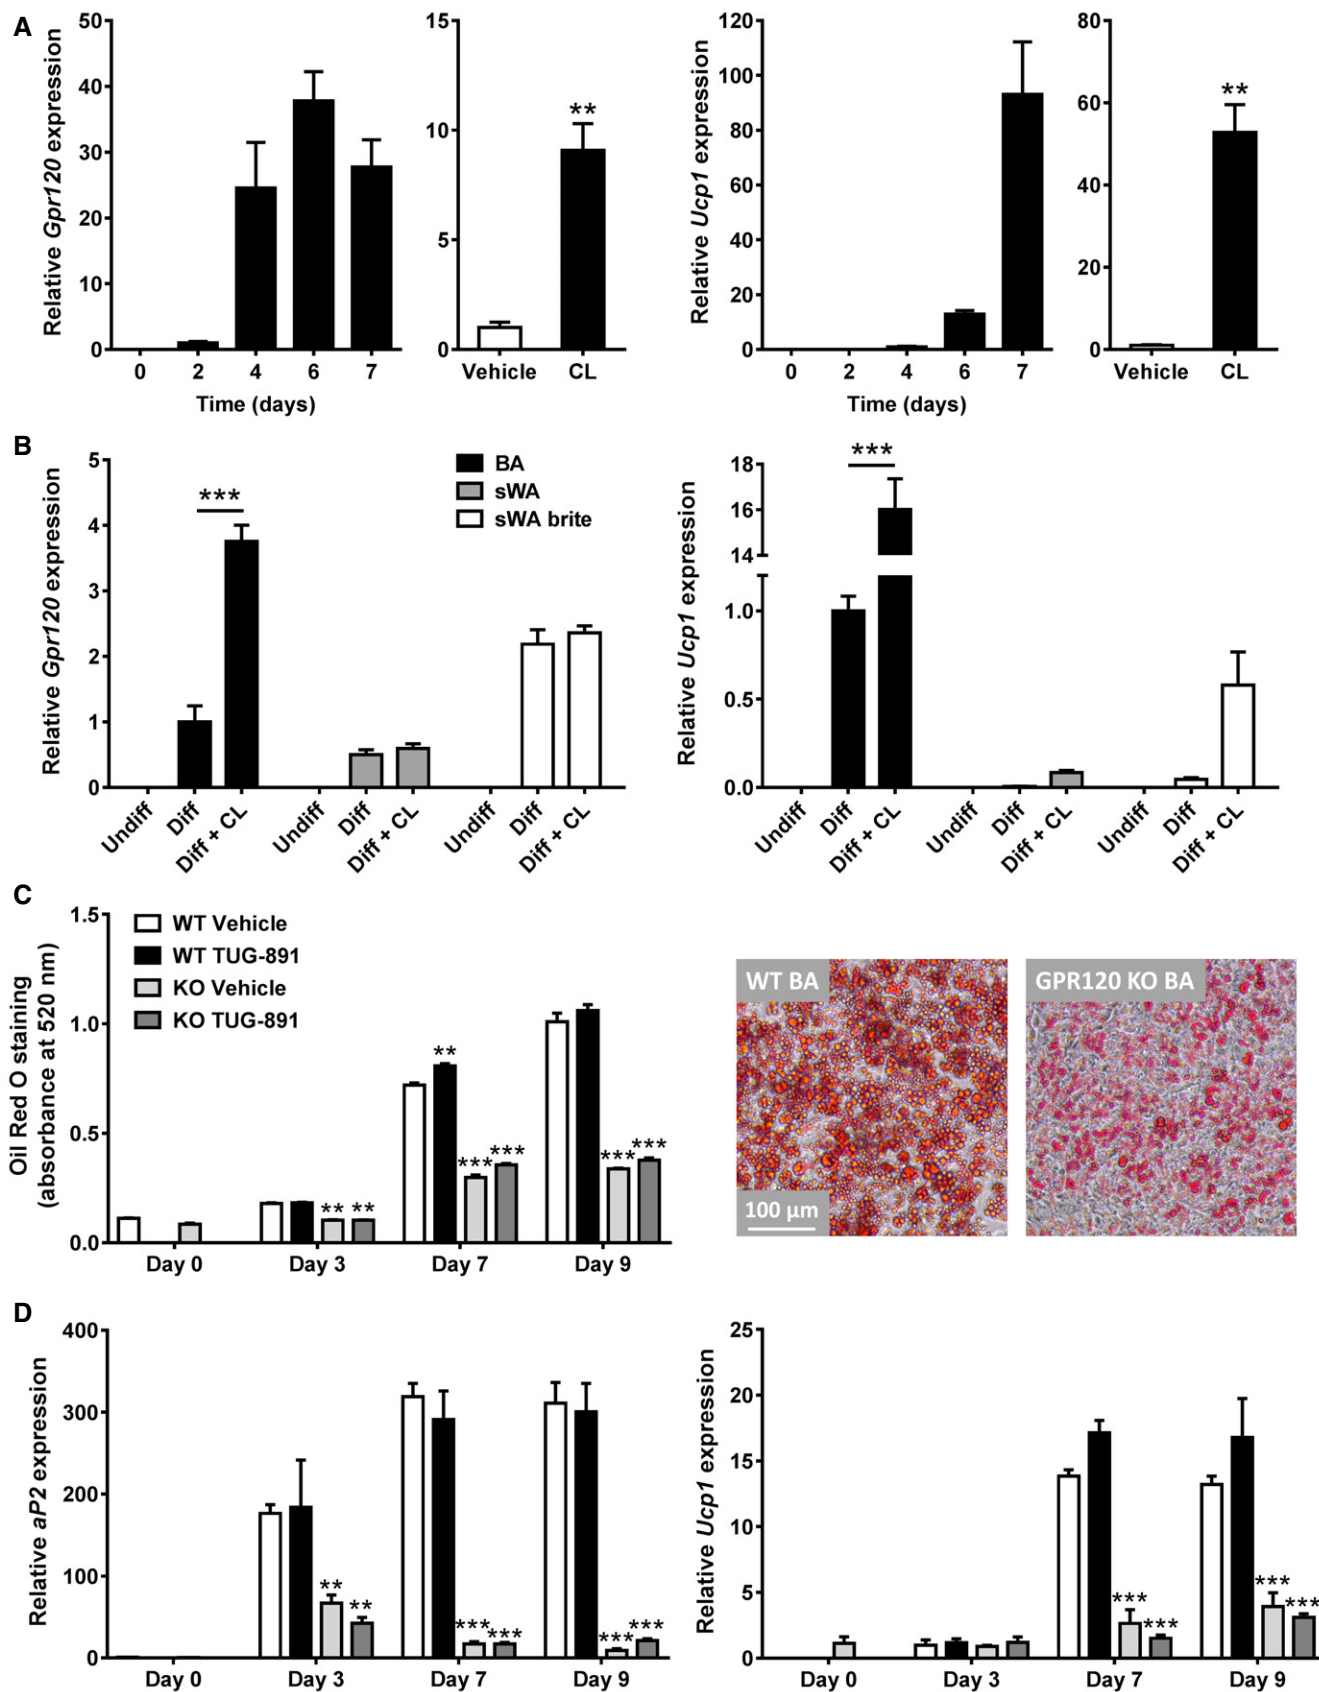 A
Relative Gpr120 expression
50
40
30
20
10
0
0 2 4 6 7
Time (days)
15
10
5
0
**
Vehicle CL
Relative Ucp1 expression
120
100
80
60
40
20
0
0 2 4 6 7
Time (days)
80
60
40
20
0
**
Vehicle CL
B
Relative Gpr120 expression
5
4
3
2
1
0
***
BA
sWA
sWA brite
Undiff Diff Diff + CL Undiff Diff Diff + CL Undiff Diff Diff + CL
Relative Ucp1 expression
18
16
14
1.0
0.5
0.0
***
Undiff Diff Diff + CL Undiff Diff Diff + CL Undiff Diff Diff + CL
C
Oil Red O staining
(absorbance at 520 nm)
1.5
1.0
0.5
0.0
WT Vehicle
WT TUG-891
KO Vehicle
KO TUG-891
** ** ** *** *** *** ***
Day 0 Day 3 Day 7 Day 9
WT BA
100 µm
GPR120 KO BA
D
Relative aP2 expression
400
300
200
100
0
** ** *** *** *** ***
Day 0 Day 3 Day 7 Day 9
Relative Ucp1 expression
25
20
15
10
5
0
*** *** *** ***
Day 0 Day 3 Day 7 Day 9